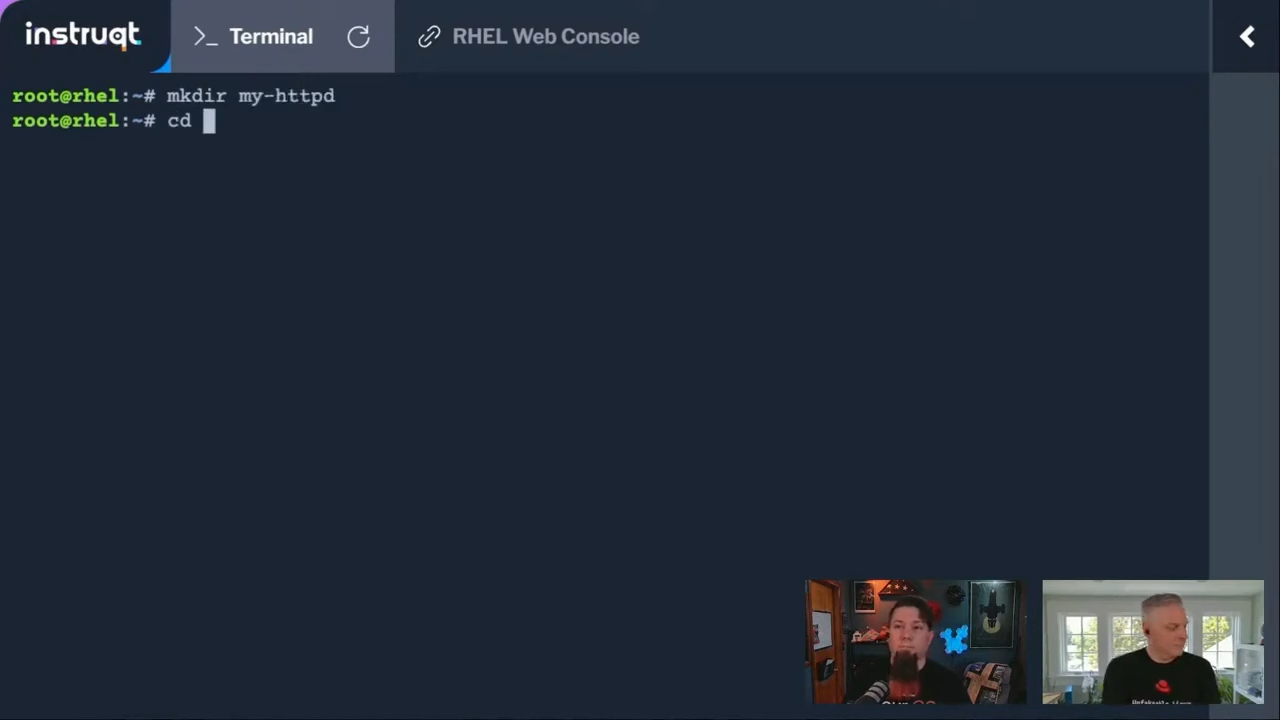 instruqt
>_ Terminal
RHEL Web Console
root@rhel:~# mkdir my-httpd
root@rhel:~# cd